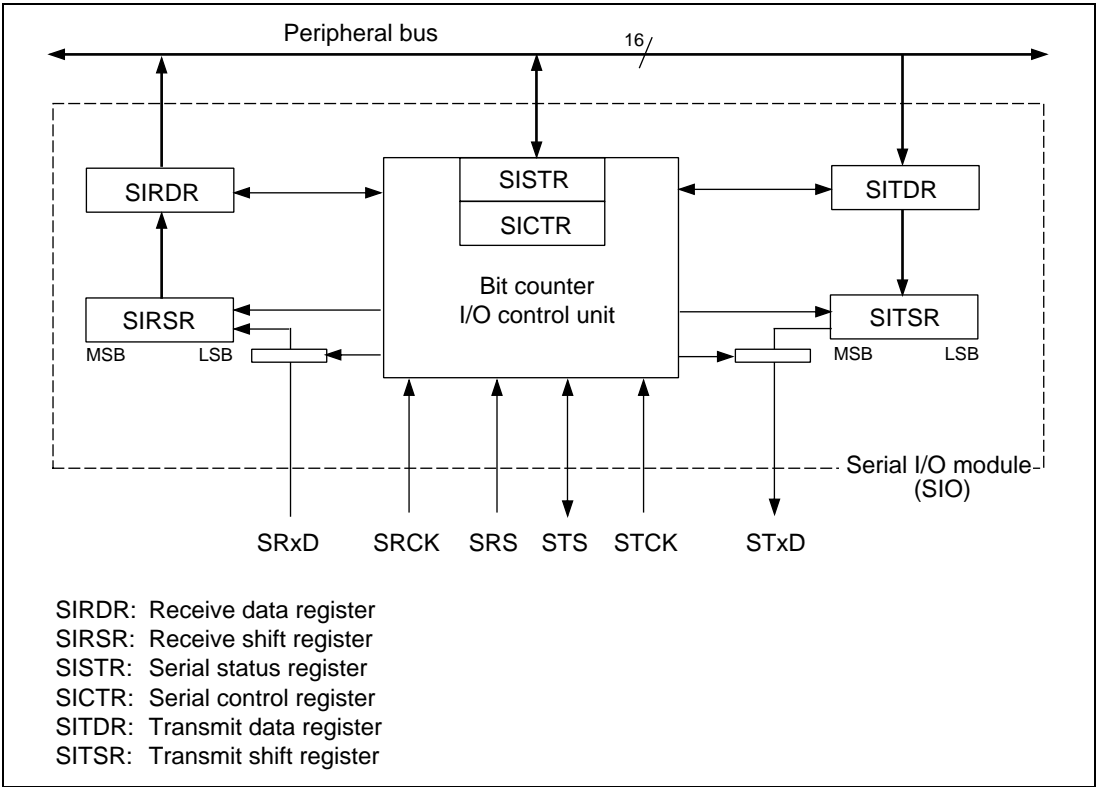 Peripheral bus
16
SIRDR
SISTR
SITDR
SICTR
Bit counter
I/O control unit
SIRSR
SITSR
MSB LSB
MSB LSB
Serial I/O module
(SIO)
SRxD SRCK SRS STS STCK STxD
SIRDR: Receive data register
SIRSR: Receive shift register
SISTR: Serial status register
SICTR: Serial control register
SITDR: Transmit data register
SITSR: Transmit shift register